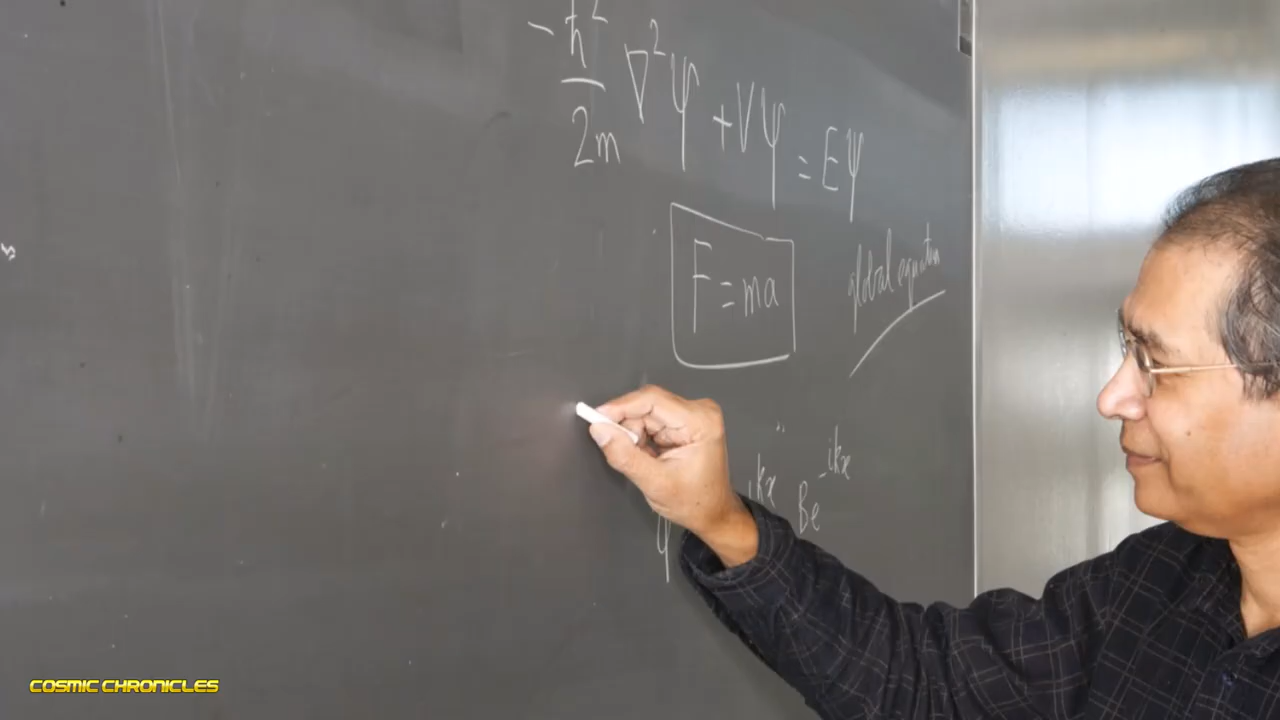 -ħ²/2m ∇²ψ + Vψ = Eψ
F = ma
global equation
ikx Be^-ikx
ψ
COSMIC CHRONICLES